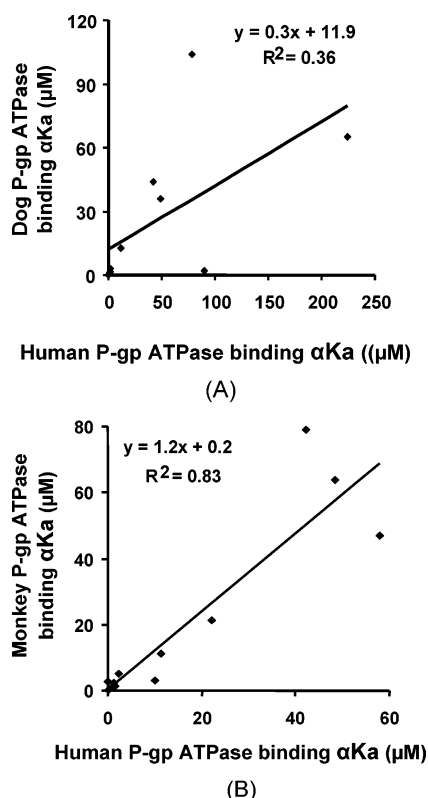 120
90
60
30
0
Dog P-gp ATPase
binding αKa (µM)
y = 0.3x + 11.9
R2= 0.36
0 50 100 150 200 250
Human P-gp ATPase binding αKa ((µM)
(A)
80
60
40
20
0
Monkey P-gp ATPase
binding αKa (µM)
y = 1.2x + 0.2
R2= 0.83
0 20 40 60
Human P-gp ATPase binding αKa (µM)
(B)